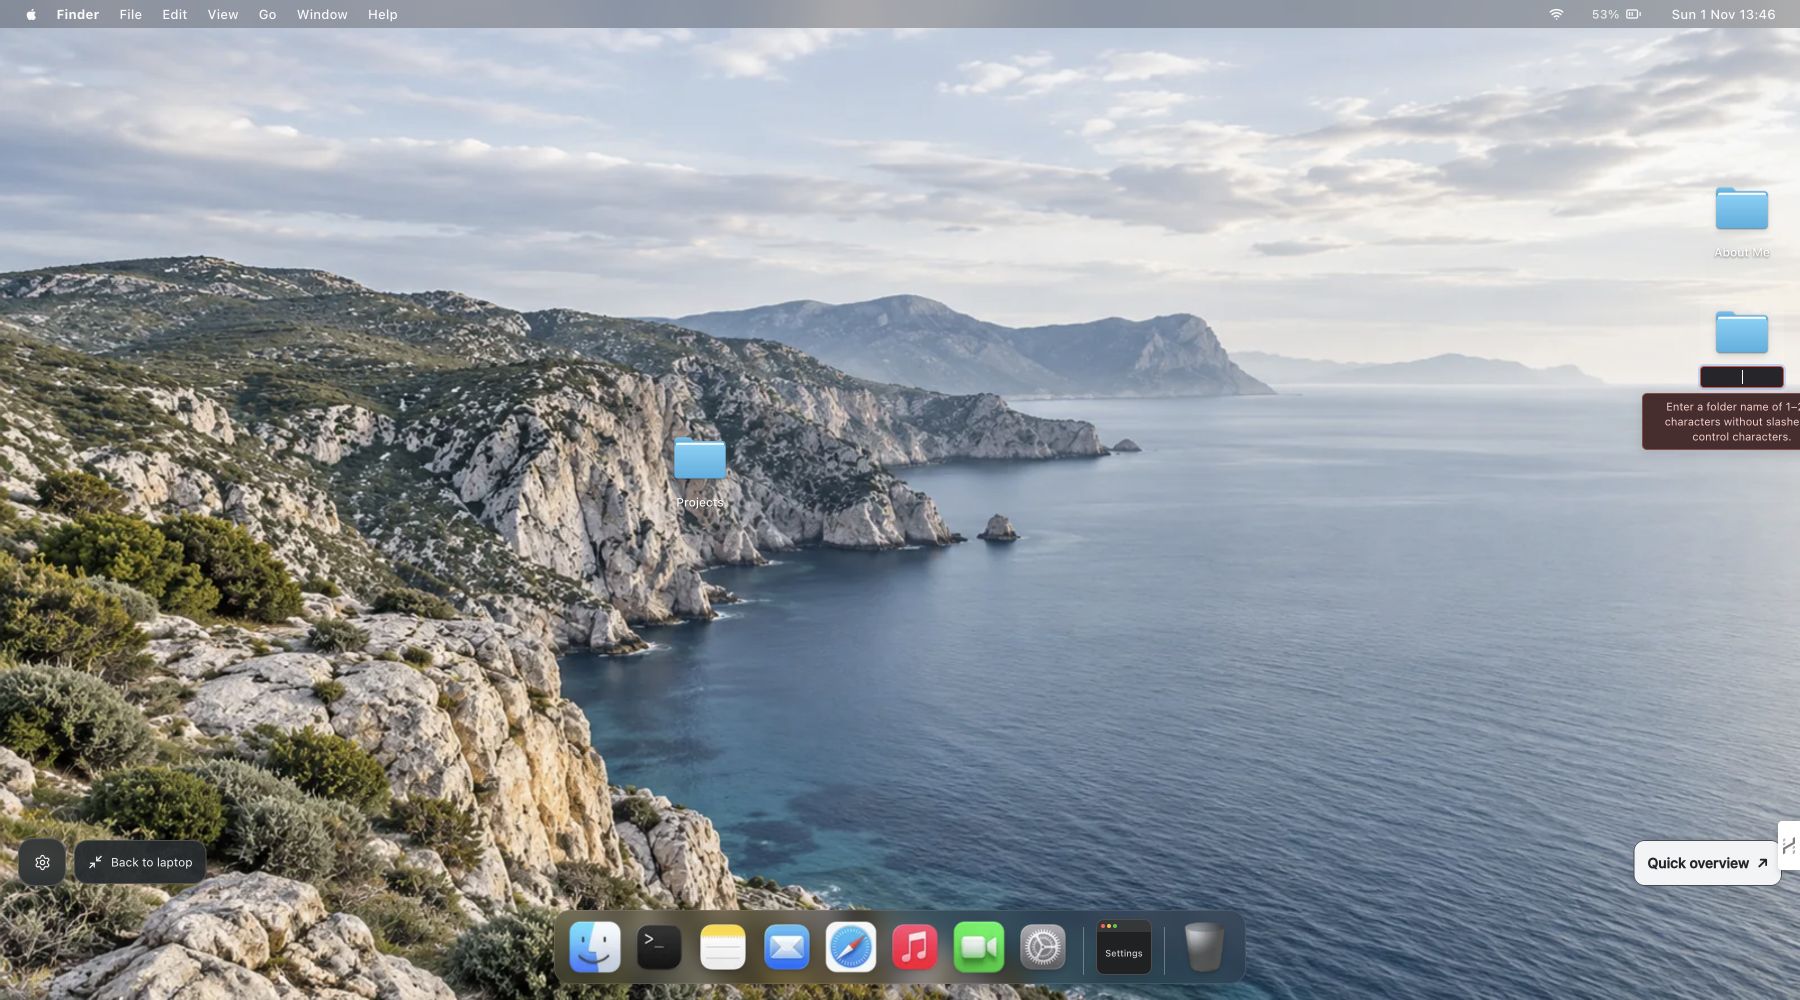 Finder File Edit View Go Window Help 53% Sun 1 Nov 13:46
About Me
Enter a folder name of 1–2
characters without slashe
control characters.
Projects
Back to laptop
Quick overview
>_
Settings